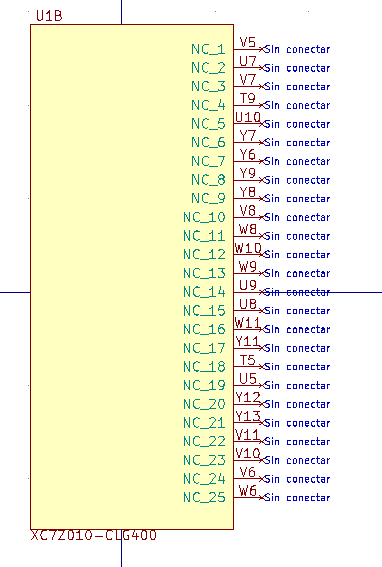 U1B
NC_1 V5 Sin conectar
NC_2 U7 Sin conectar
NC_3 V7 Sin conectar
NC_4 T9 Sin conectar
NC_5 U10 Sin conectar
NC_6 Y7 Sin conectar
NC_7 Y6 Sin conectar
NC_8 Y9 Sin conectar
NC_9 Y8 Sin conectar
NC_10 V8 Sin conectar
NC_11 W8 Sin conectar
NC_12 W10 Sin conectar
NC_13 W9 Sin conectar
NC_14 U9 Sin conectar
NC_15 U8 Sin conectar
NC_16 W11 Sin conectar
NC_17 Y11 Sin conectar
NC_18 T5 Sin conectar
NC_19 U5 Sin conectar
NC_20 Y12 Sin conectar
NC_21 Y13 Sin conectar
NC_22 V11 Sin conectar
NC_23 V10 Sin conectar
NC_24 V6 Sin conectar
NC_25 W6 Sin conectar
XC7Z010-CLG400